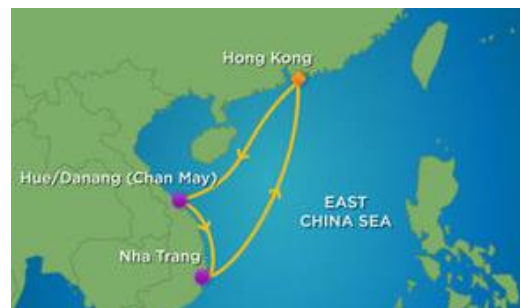 Hong Kong
Hue/Danang (Chan May)
EAST
CHINA SEA
Nha Trang